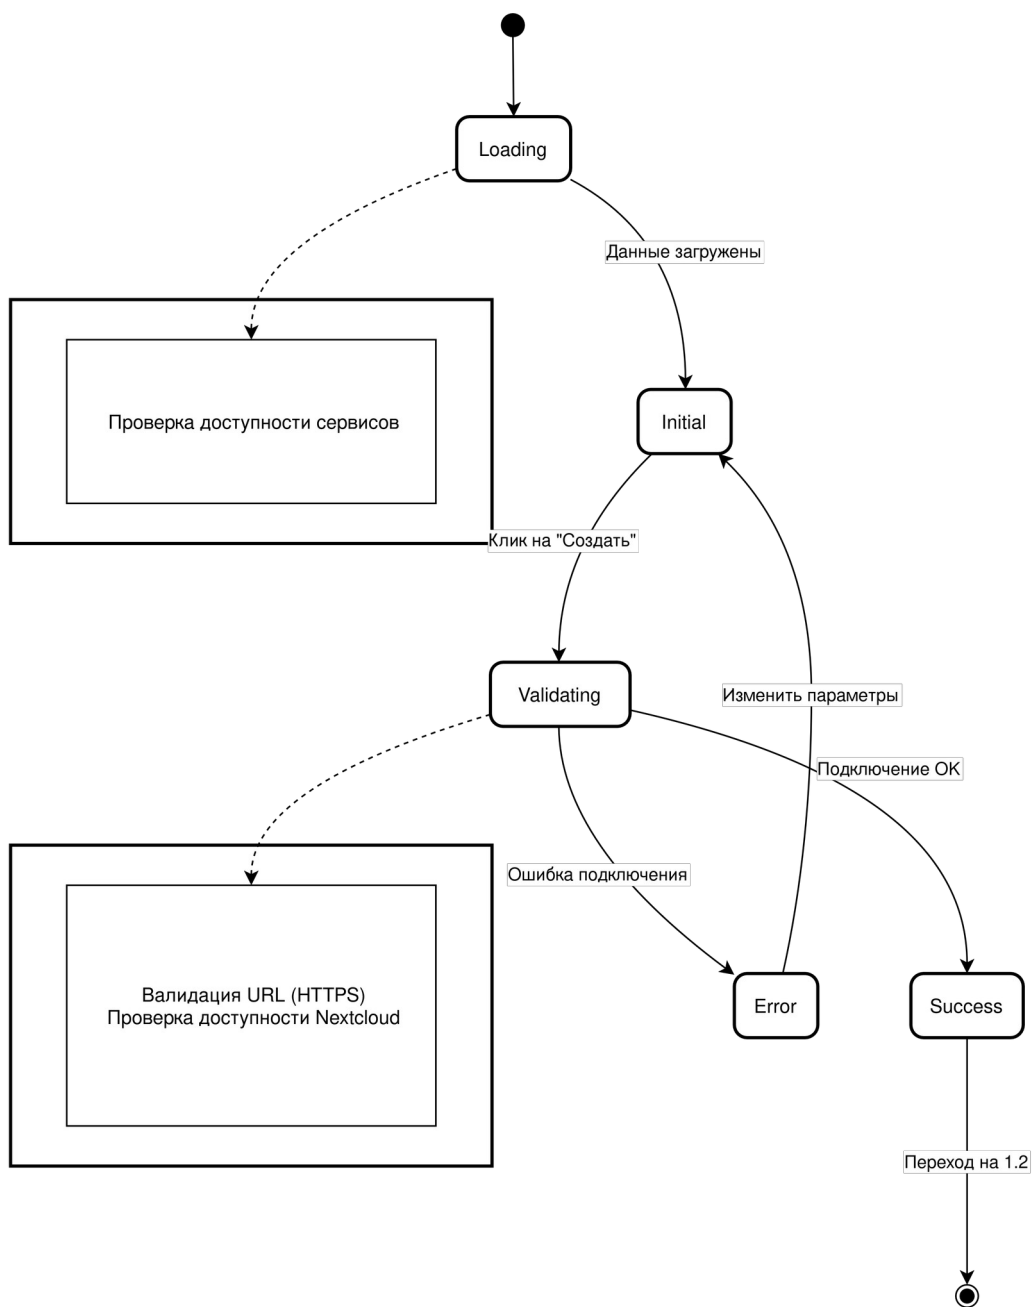 Loading
Данные загружены
Проверка доступности сервисов
Initial
Клик на "Создать"
Validating
Изменить параметры
Подключение OK
Ошибка подключения
Валидация URL (HTTPS)
Проверка доступности Nextcloud
Error
Success
Переход на 1.2